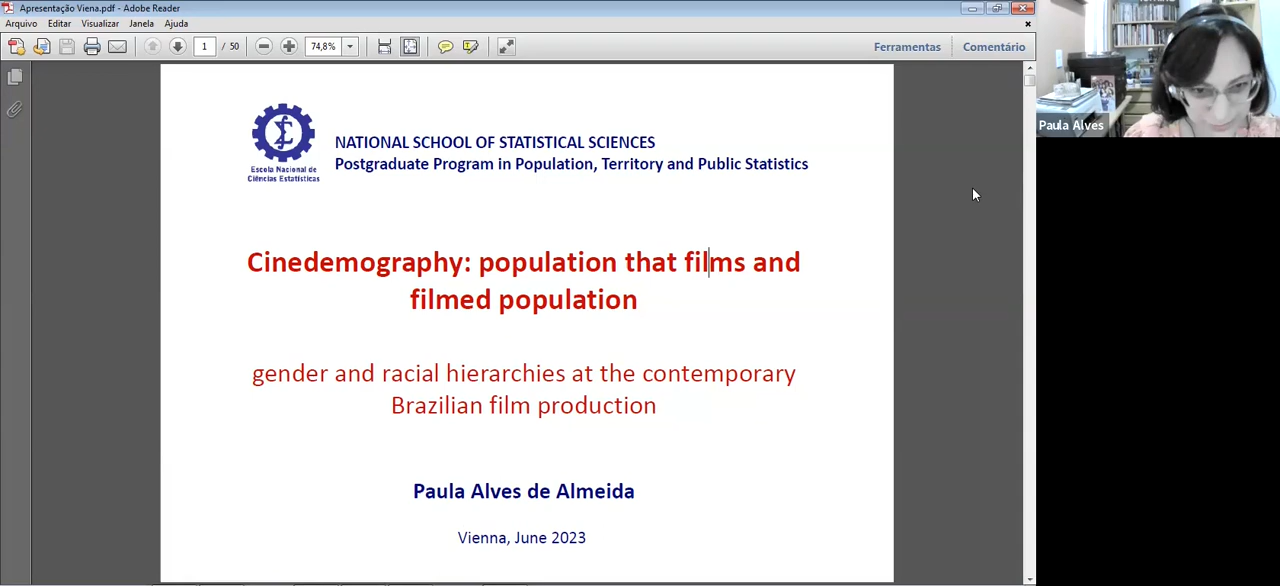 Apresentação Viena.pdf - Adobe Reader
Arquivo Editar Visualizar Janela Ajuda
1 / 50 74,8% Ferramentas Comentário
Paula Alves
Escola Nacional de
Ciências Estatísticas
NATIONAL SCHOOL OF STATISTICAL SCIENCES
Postgraduate Program in Population, Territory and Public Statistics
Cinedemography: population that films and
filmed population
gender and racial hierarchies at the contemporary
Brazilian film production
Paula Alves de Almeida
Vienna, June 2023